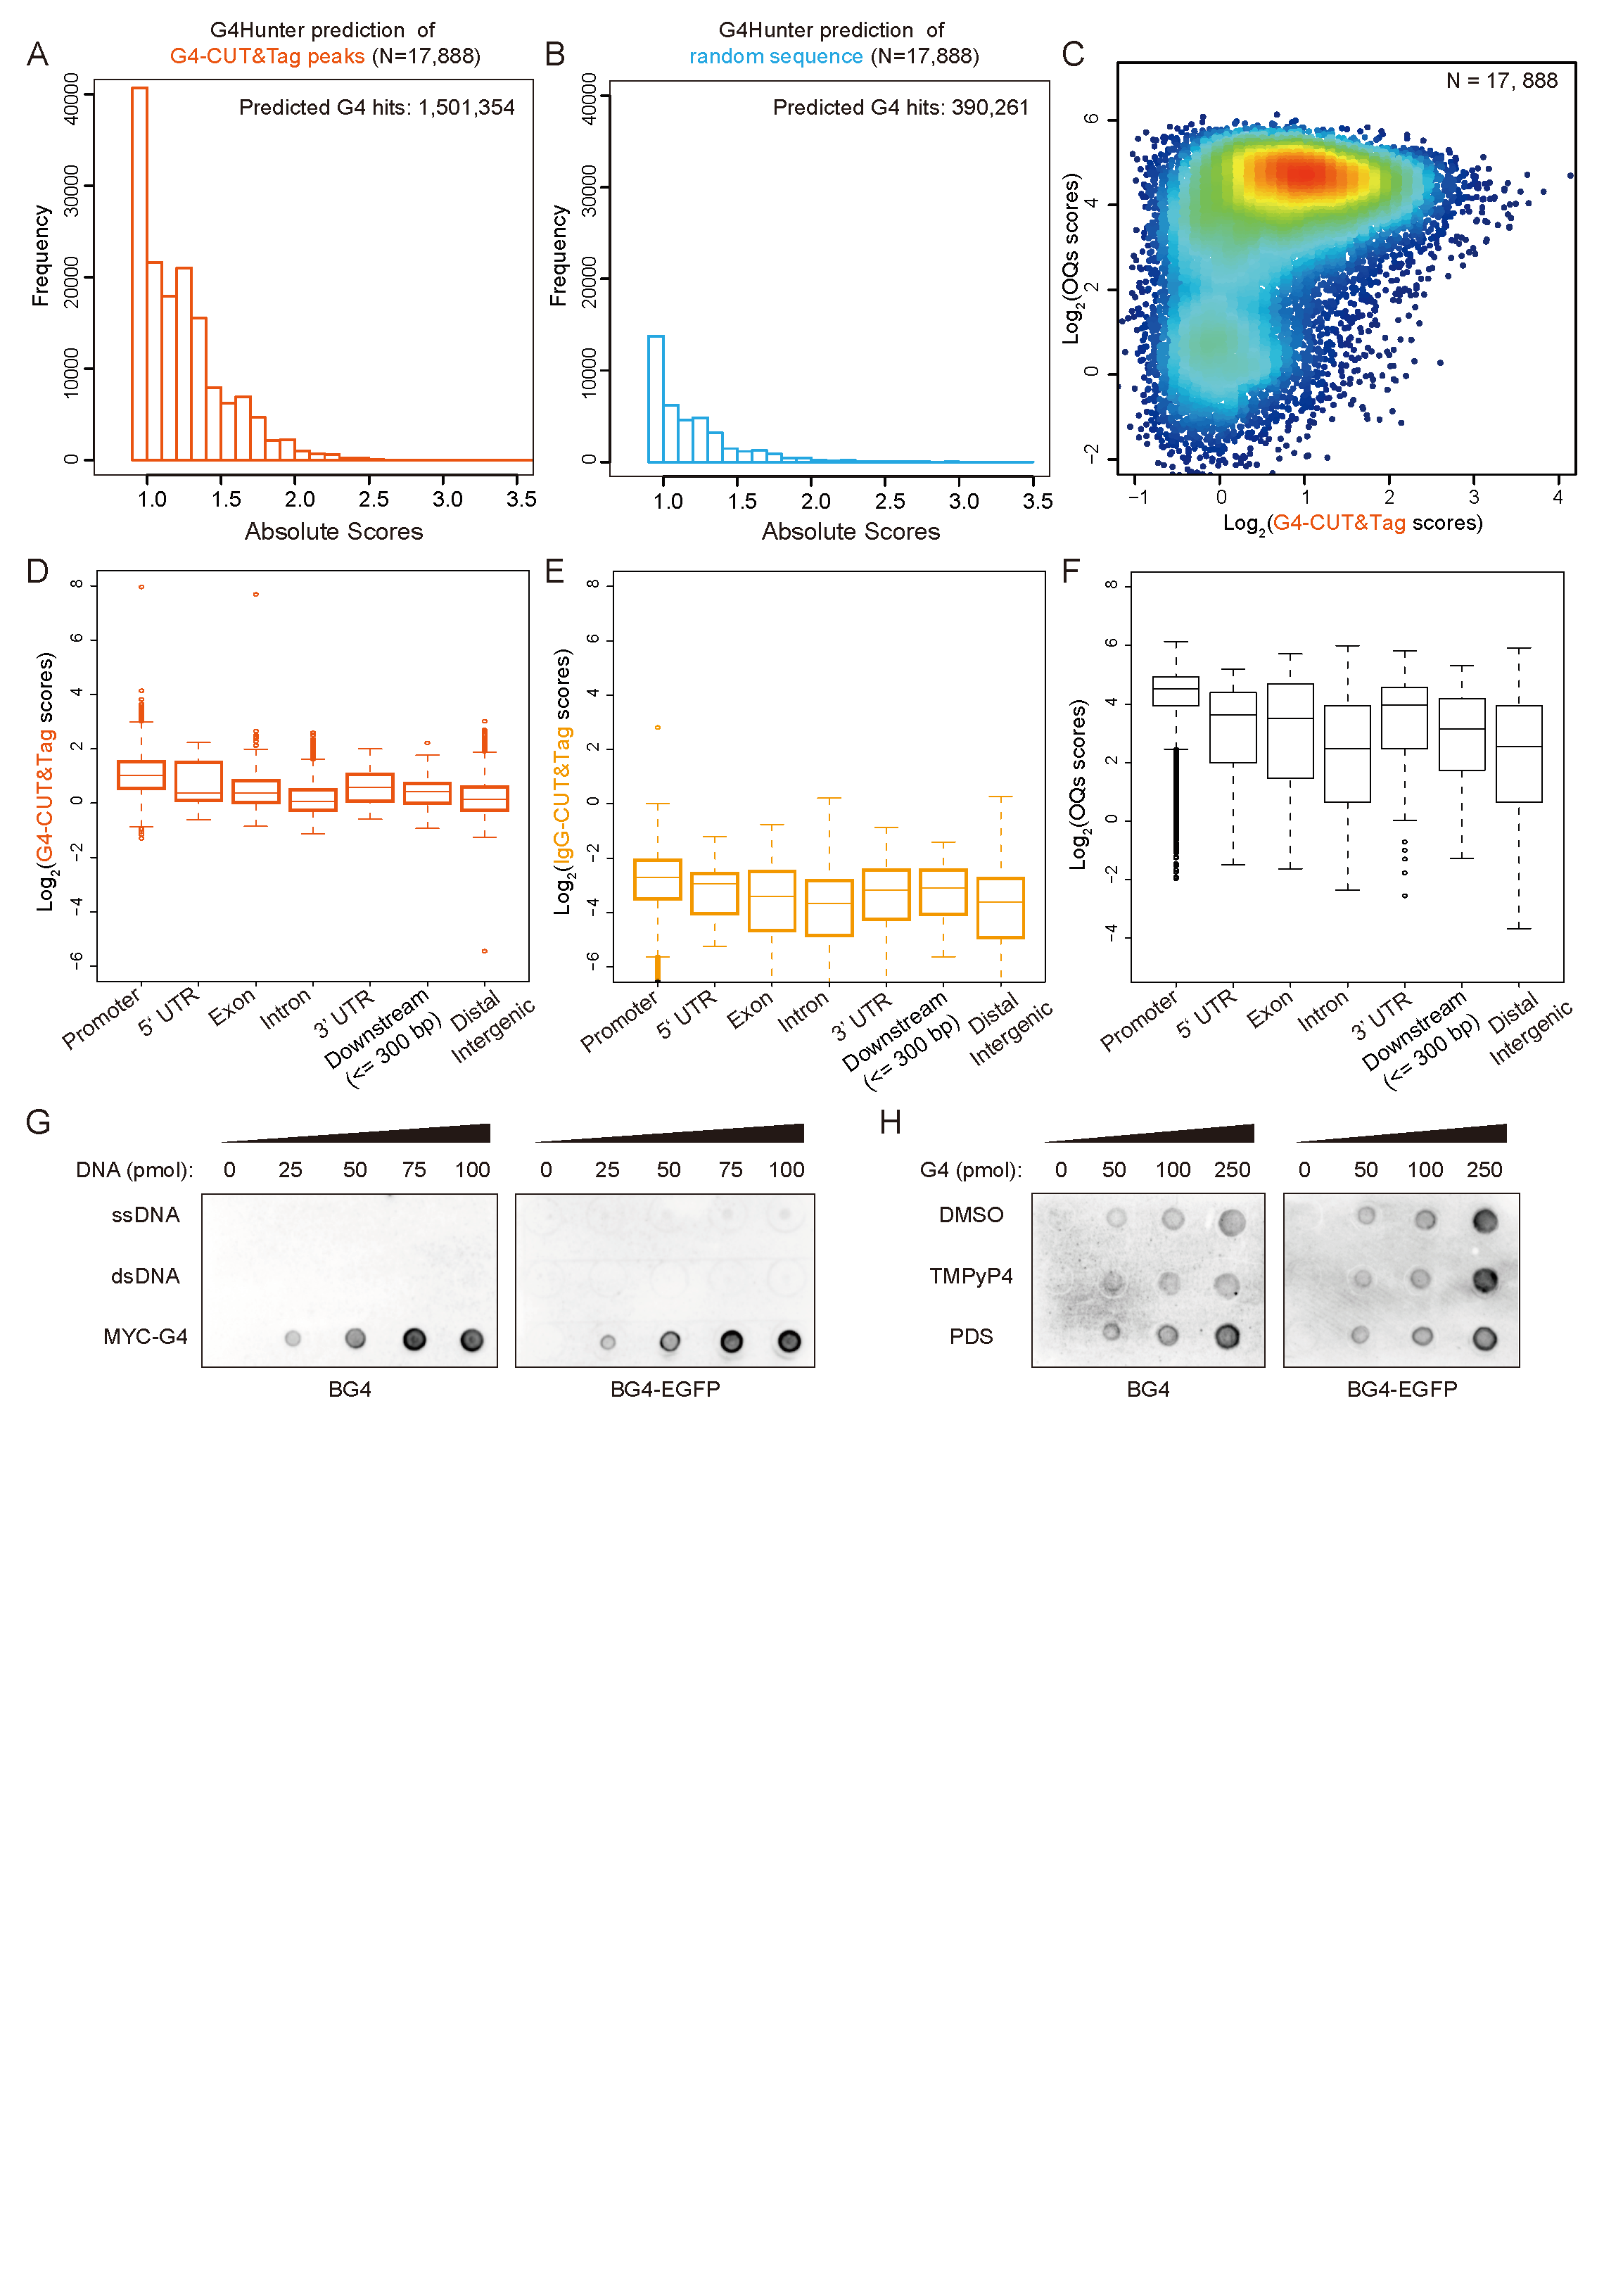 A
G4Hunter prediction of
G4-CUT&Tag peaks (N=17,888)
Predicted G4 hits: 1,501,354
Frequency
0
10000
20000
30000
40000
1.0 1.5 2.0 2.5 3.0 3.5
Absolute Scores
B
G4Hunter prediction of
random sequence (N=17,888)
Predicted G4 hits: 390,261
Frequency
0
10000
20000
30000
40000
1.0 1.5 2.0 2.5 3.0 3.5
Absolute Scores
C
N = 17, 888
Log2(OQs scores)
6
4
2
0
−2
−1 0 1 2 3 4
Log2(G4-CUT&Tag scores)
D
Log2(G4-CUT&Tag scores)
8
6
4
2
0
−2
−4
−6
Promoter
5‘ UTR
Exon
Intron
3’ UTR
Downstream
(<= 300 bp)
Distal
Intergenic
E
Log2(IgG-CUT&Tag scores)
8
6
4
2
0
−2
−4
−6
Promoter
5‘ UTR
Exon
Intron
3’ UTR
Downstream
(<= 300 bp)
Distal
Intergenic
F
Log2(OQs scores)
8
6
4
2
0
−2
−4
Promoter
5‘ UTR
Exon
Intron
3’ UTR
Downstream
(<= 300 bp)
Distal
Intergenic
G
DNA (pmol): 0 25 50 75 100 0 25 50 75 100
ssDNA
dsDNA
MYC-G4
BG4 BG4-EGFP
H
G4 (pmol): 0 50 100 250 0 50 100 250
DMSO
TMPyP4
PDS
BG4 BG4-EGFP